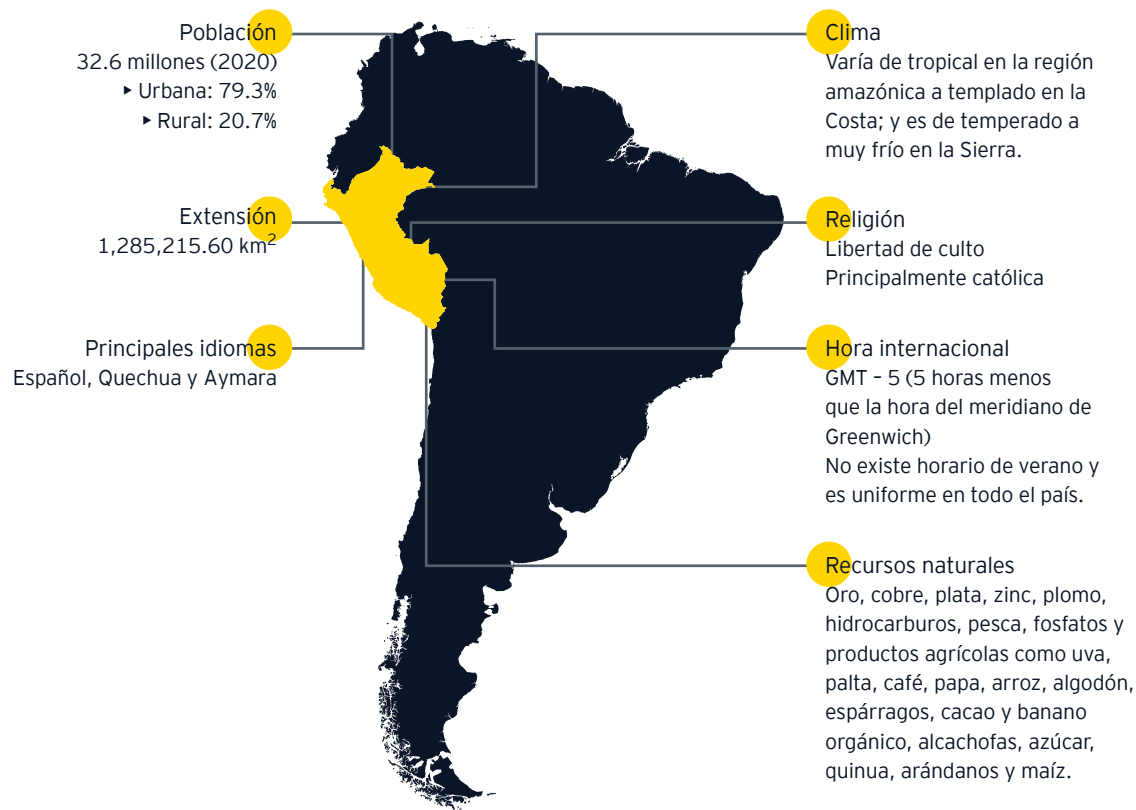 Población
32.6 millones (2020)
▸ Urbana: 79.3%
▸ Rural: 20.7%
Extensión
1,285,215.60 km²
Principales idiomas
Español, Quechua y Aymara
Clima
Varía de tropical en la región
amazónica a templado en la
Costa; y es de temperado a
muy frío en la Sierra.
Religión
Libertad de culto
Principalmente católica
Hora internacional
GMT – 5 (5 horas menos
que la hora del meridiano de
Greenwich)
No existe horario de verano y
es uniforme en todo el país.
Recursos naturales
Oro, cobre, plata, zinc, plomo,
hidrocarburos, pesca, fosfatos y
productos agrícolas como uva,
palta, café, papa, arroz, algodón,
espárragos, cacao y banano
orgánico, alcachofas, azúcar,
quinua, arándanos y maíz.